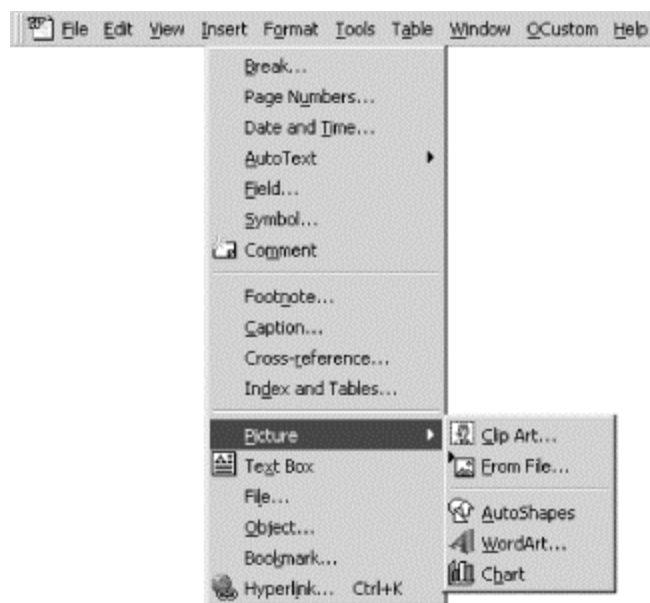 File Edit View Insert Format Tools Table Window OCustom Help
Break...
Page Numbers...
Date and Time...
AutoText
Field...
Symbol...
Comment
Footnote...
Caption...
Cross-reference...
Index and Tables...
Picture
Text Box
File...
Object...
Bookmark...
Hyperlink... Ctrl+K
Clip Art...
From File...
AutoShapes
WordArt...
Chart